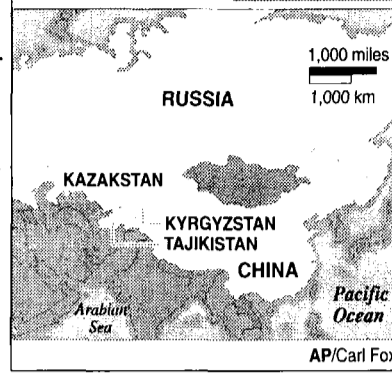 1,000 miles
1,000 km
RUSSIA
KAZAKSTAN
KYRGYZSTAN
TAJIKISTAN
CHINA
Arabian
Sea
Pacific
Ocean
AP/Carl Fox